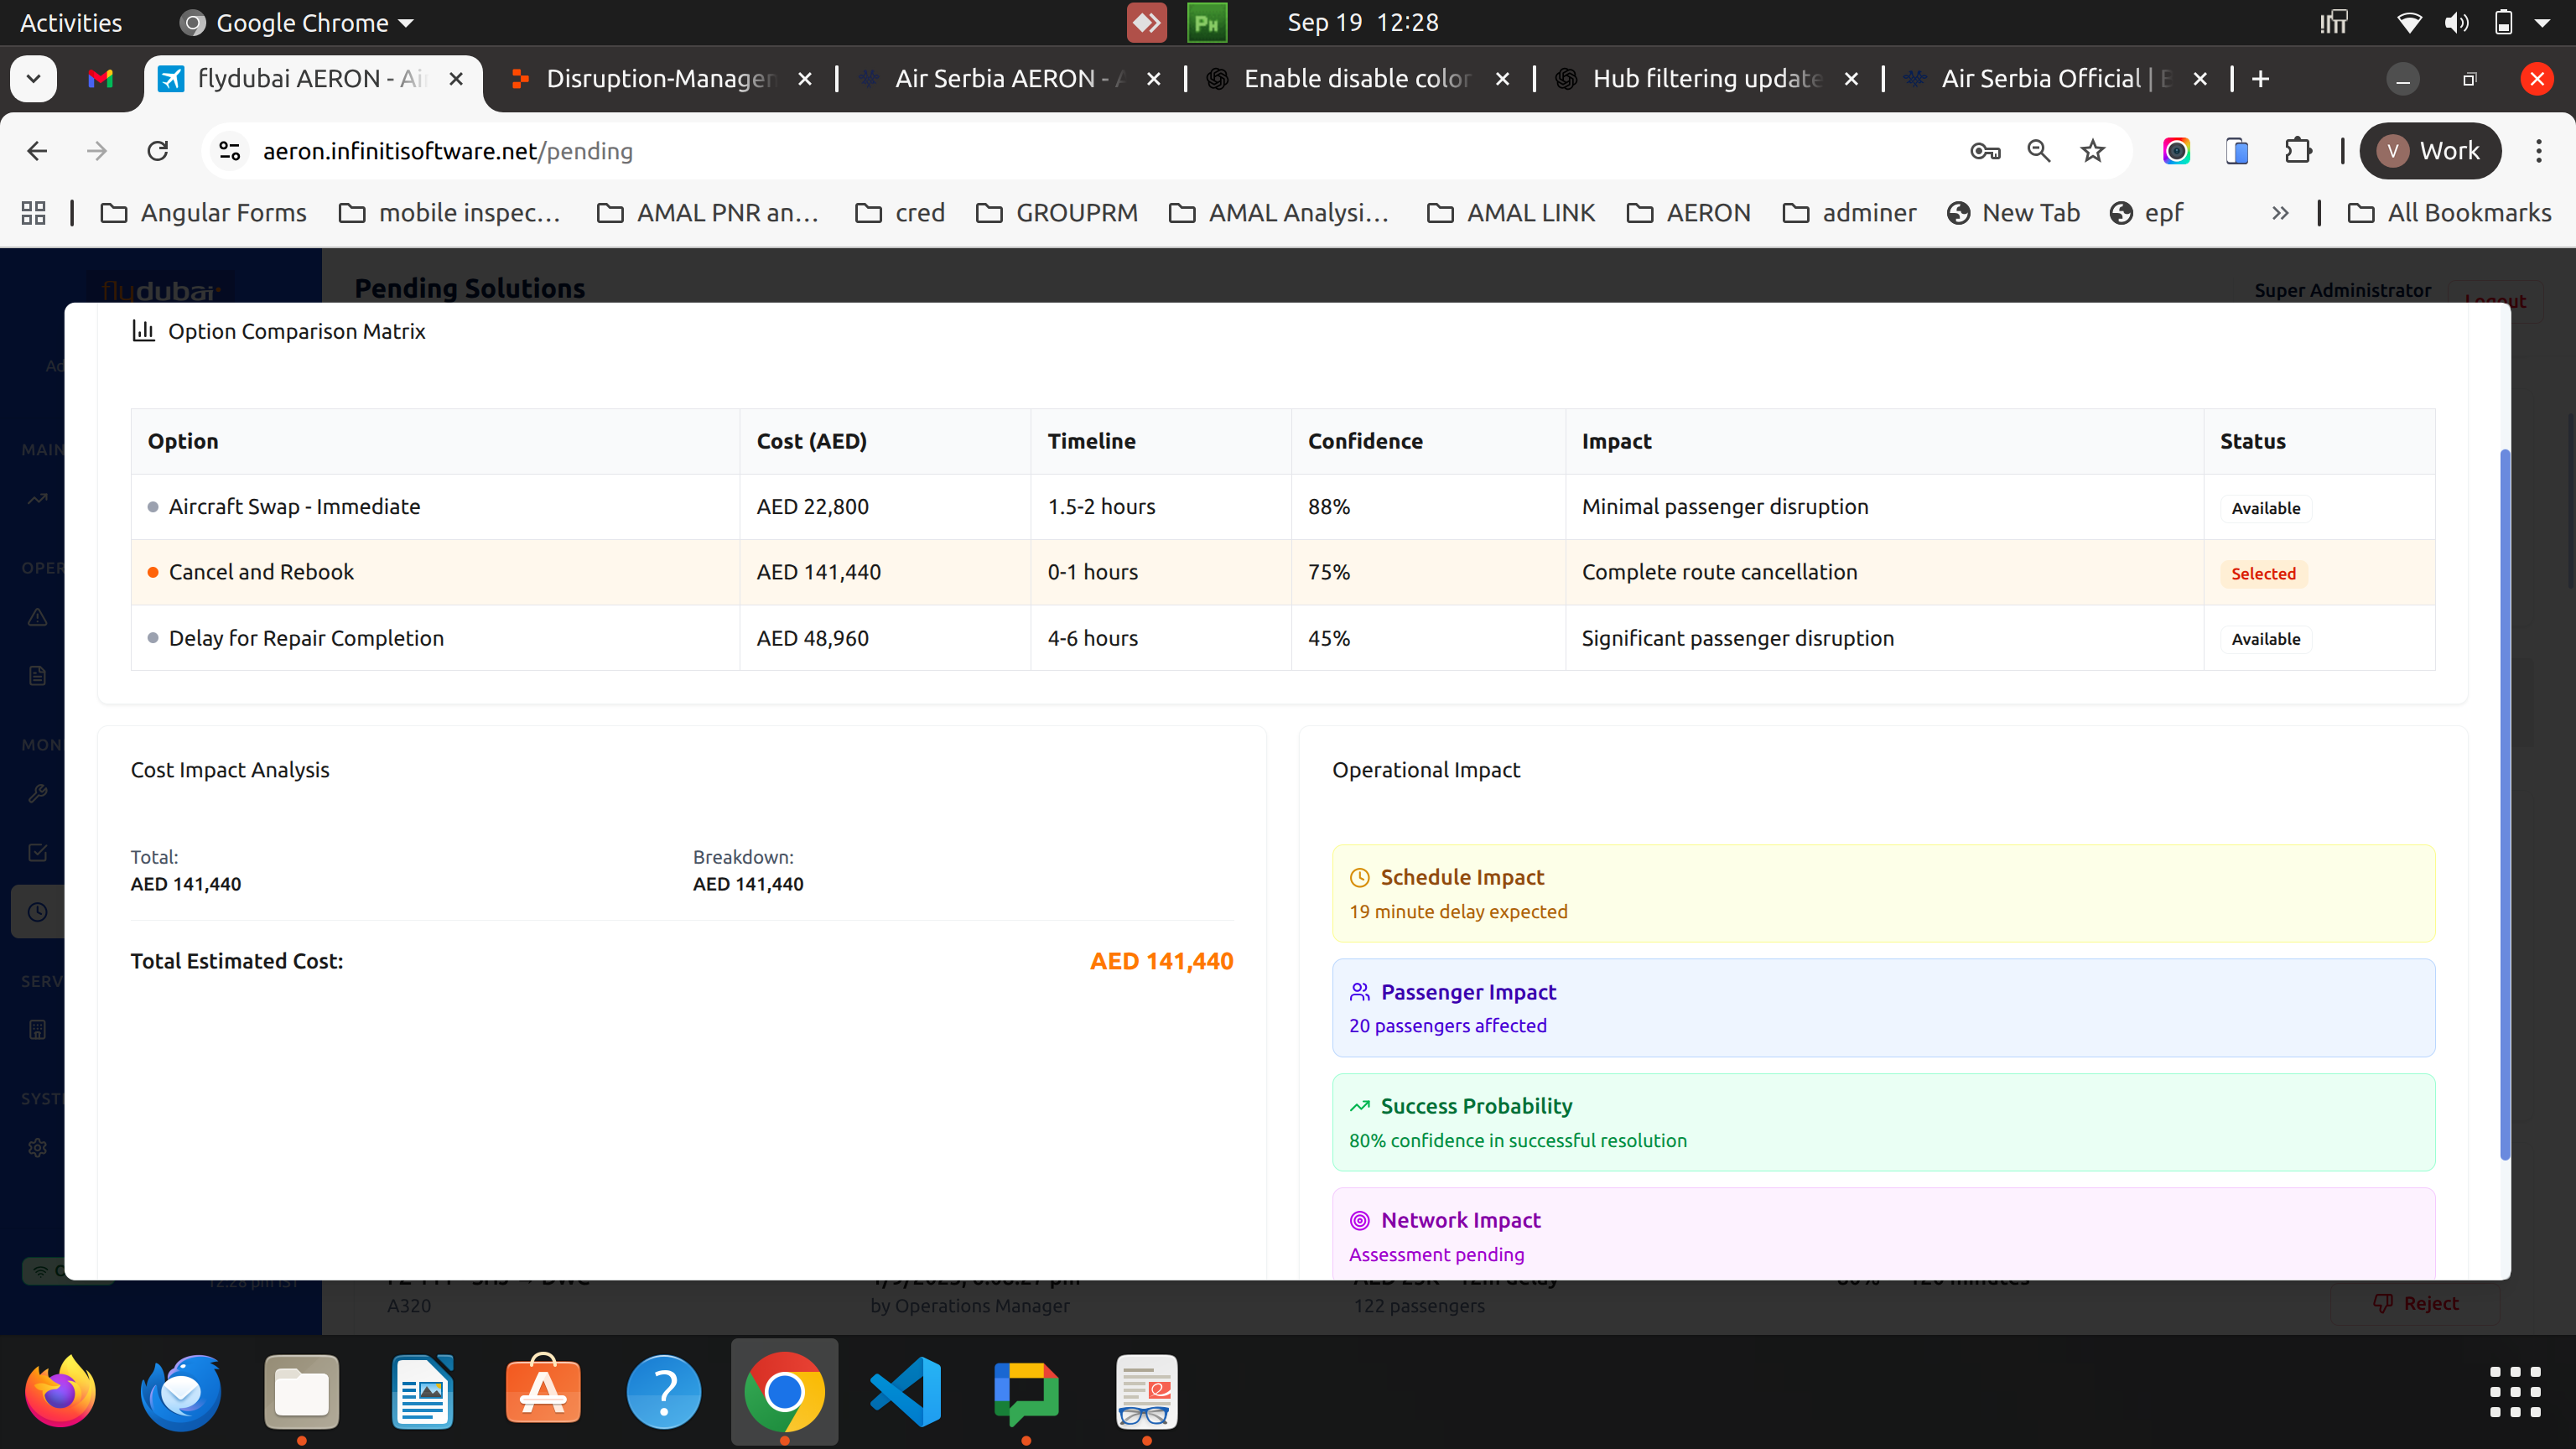 Activities Google Chrome Sep 19 12:28
flydubai AERON - Air Disruption-Managem Air Serbia AERON - A Enable disable color Hub filtering update Air Serbia Official | B
aeron.infinitisoftware.net/pending V Work
Angular Forms mobile inspec... AMAL PNR an... cred GROUPRM AMAL Analysi... AMAL LINK AERON adminer New Tab epf All Bookmarks
flydubai Pending Solutions Super Administrator Logout
Option Comparison Matrix
Ad
Option Cost (AED) Timeline Confidence Impact Status
MAIN
Aircraft Swap - Immediate AED 22,800 1.5-2 hours 88% Minimal passenger disruption Available
OPER
Cancel and Rebook AED 141,440 0-1 hours 75% Complete route cancellation Selected
Delay for Repair Completion AED 48,960 4-6 hours 45% Significant passenger disruption Available
MON
Cost Impact Analysis Operational Impact
Total: Breakdown:
AED 141,440 AED 141,440
Schedule Impact
19 minute delay expected
Total Estimated Cost: AED 141,440
SERV
Passenger Impact
20 passengers affected
SYSTE
Success Probability
80% confidence in successful resolution
Network Impact
Assessment pending
A320 by Operations Manager 122 passengers Reject